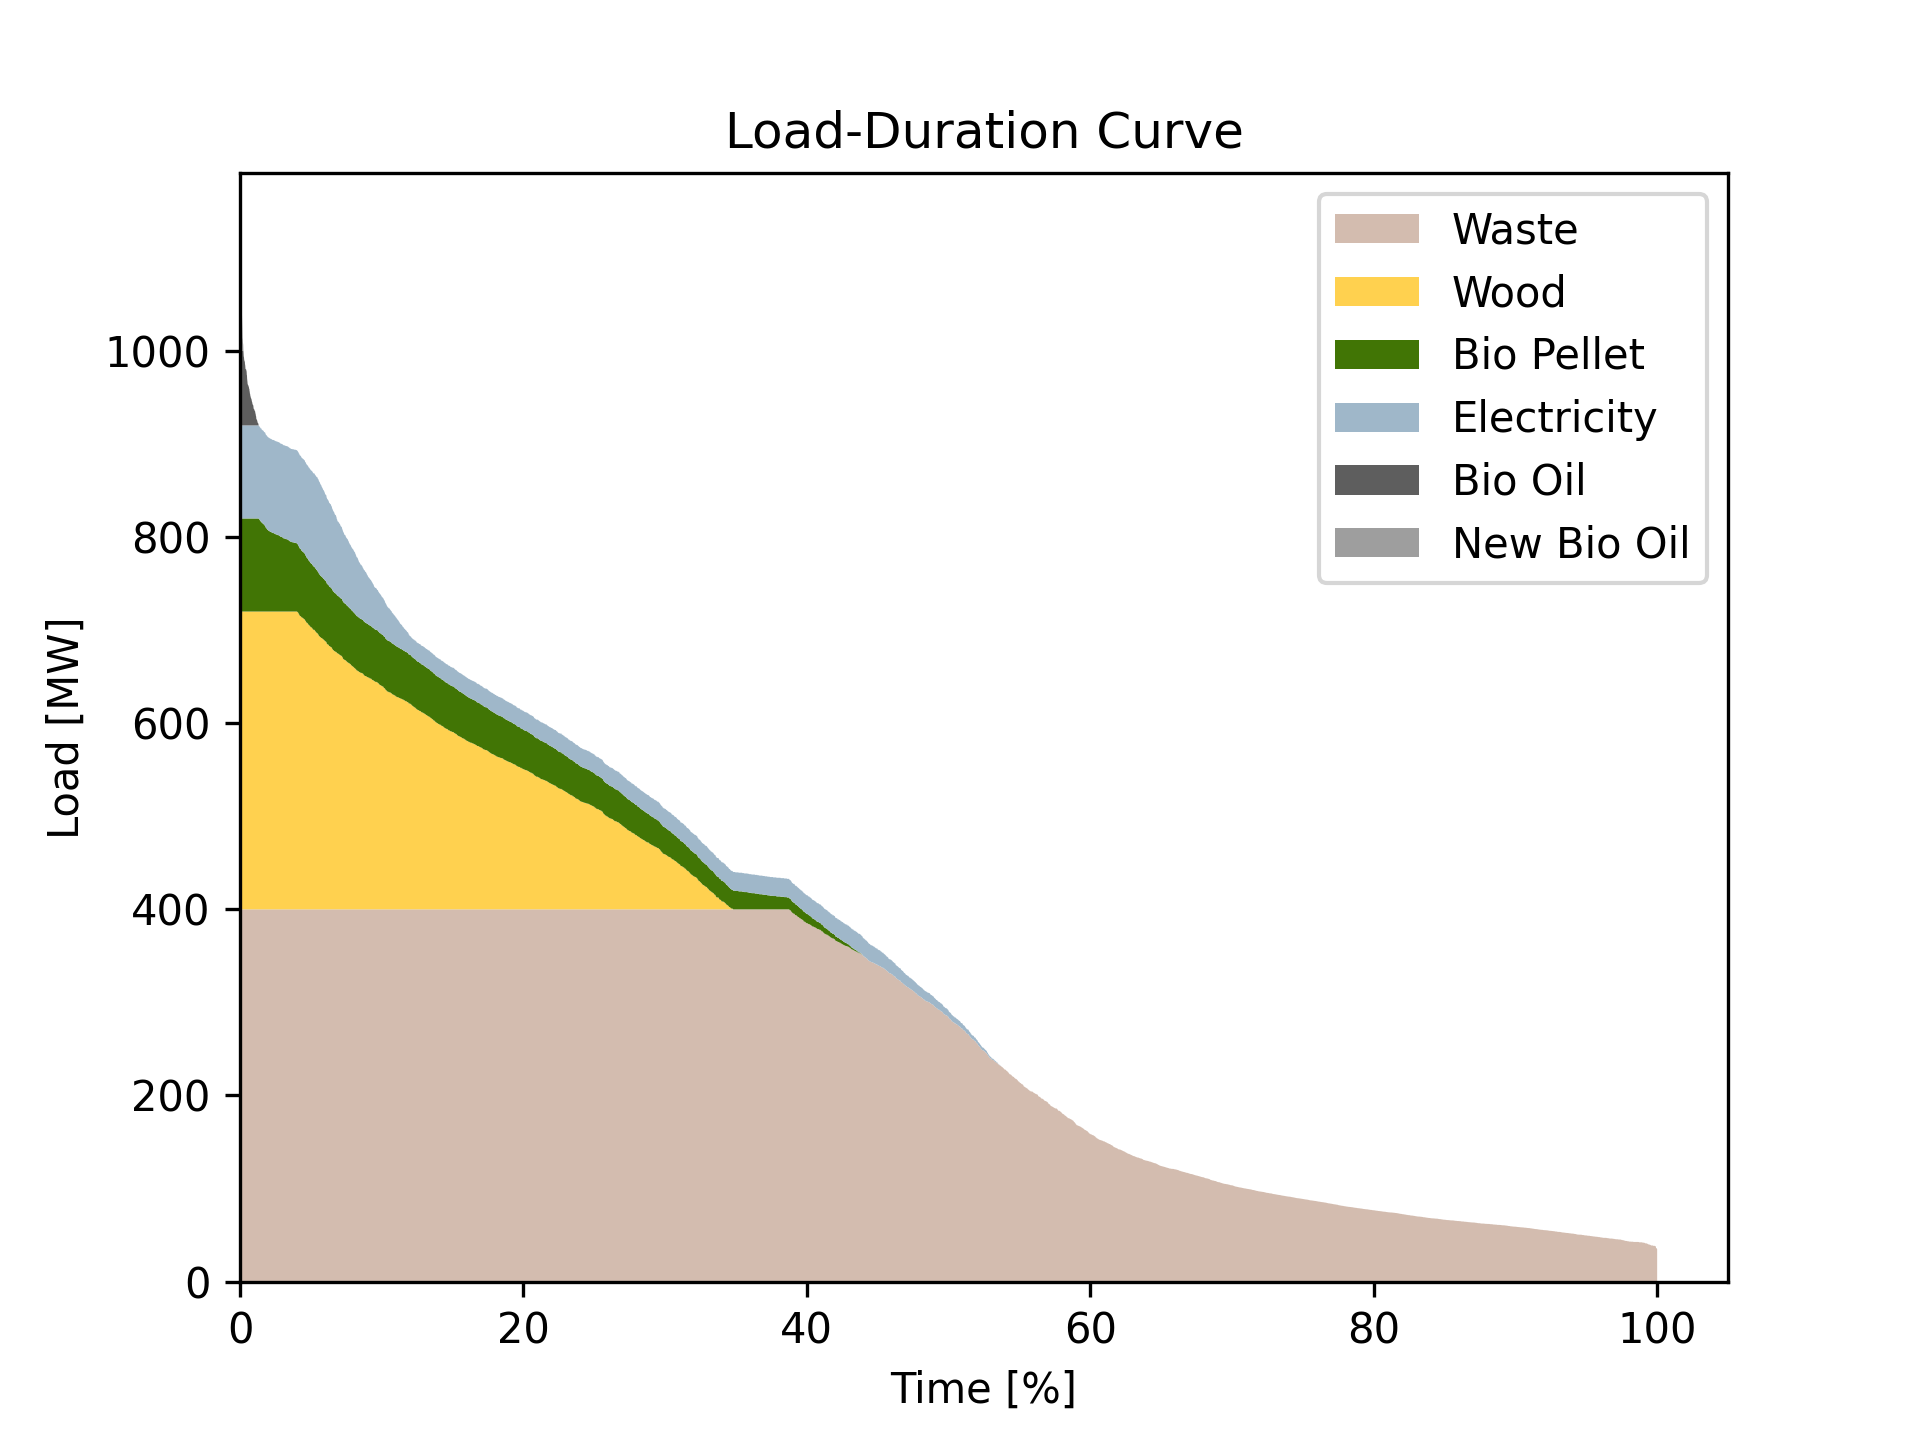 Load-Duration Curve
Waste
Wood
Bio Pellet
Electricity
Bio Oil
New Bio Oil
Load [MW]
1000
800
600
400
200
0
0 20 40 60 80 100
Time [%]